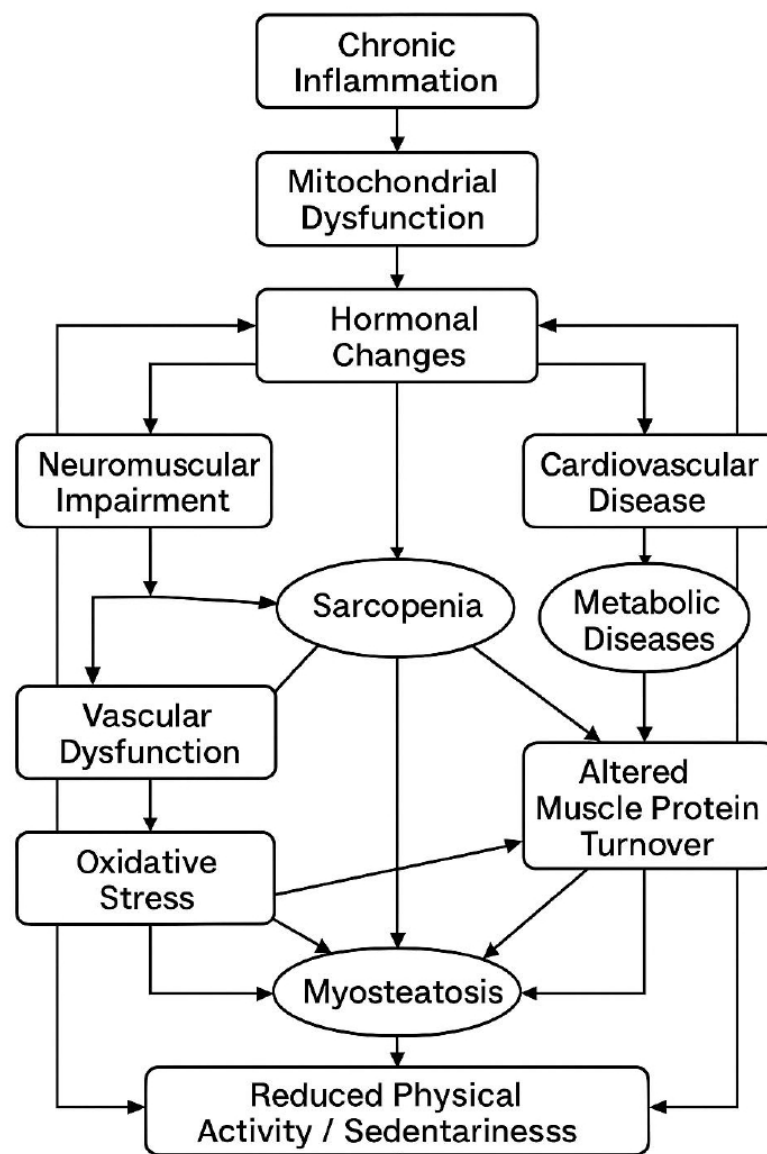 Chronic
Inflammation
Mitochondrial
Dysfunction
Hormonal
Changes
Neuromuscular
Impairment
Cardiovascular
Disease
Sarcopenia
Metabolic
Diseases
Vascular
Dysfunction
Altered
Muscle Protein
Turnover
Oxidative
Stress
Myosteatosis
Reduced Physical
Activity / Sedentarinesss